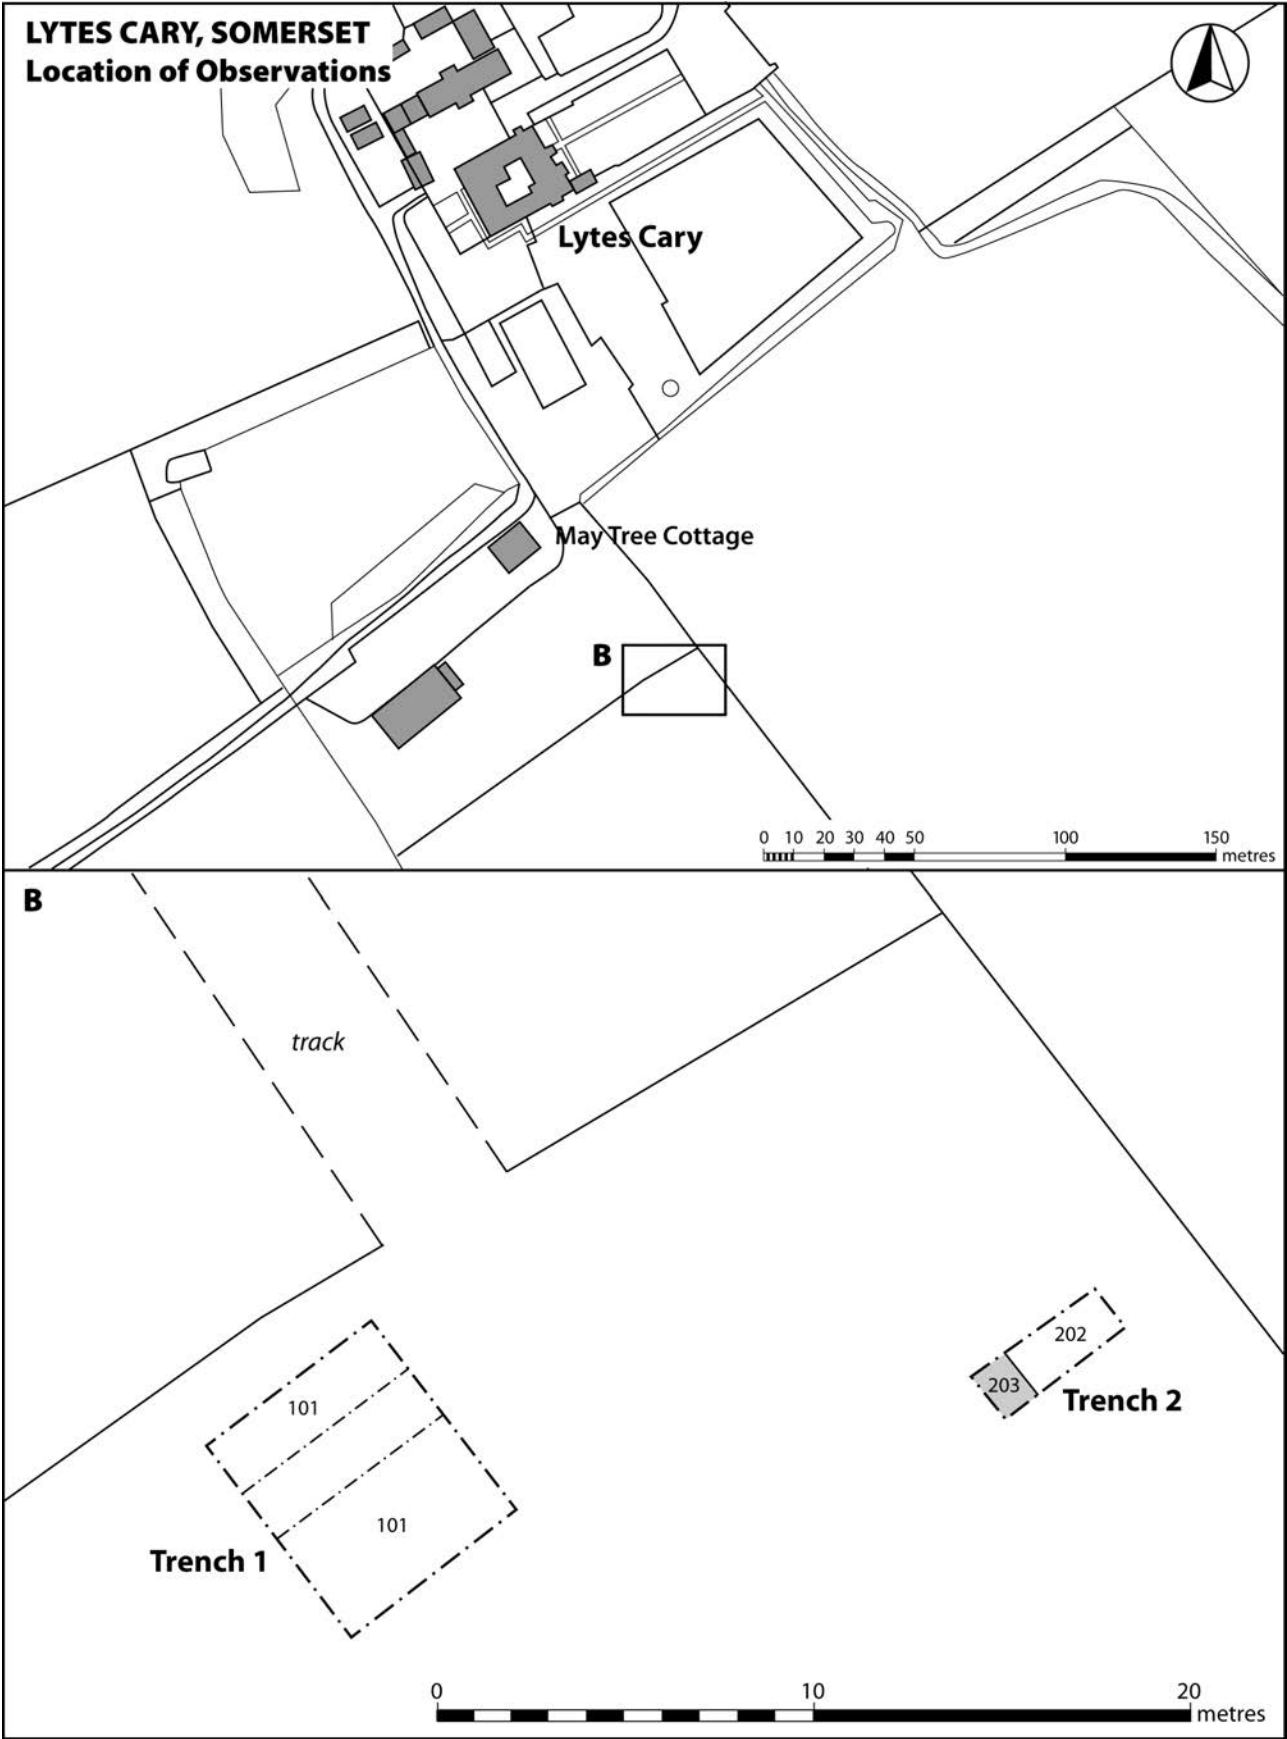 LYTES CARY, SOMERSET
Location of Observations
Lytes Cary
May Tree Cottage
B
0 10 20 30 40 50 100 150
metres
B
track
202
203
Trench 2
101
101
Trench 1
0 10 20
metres